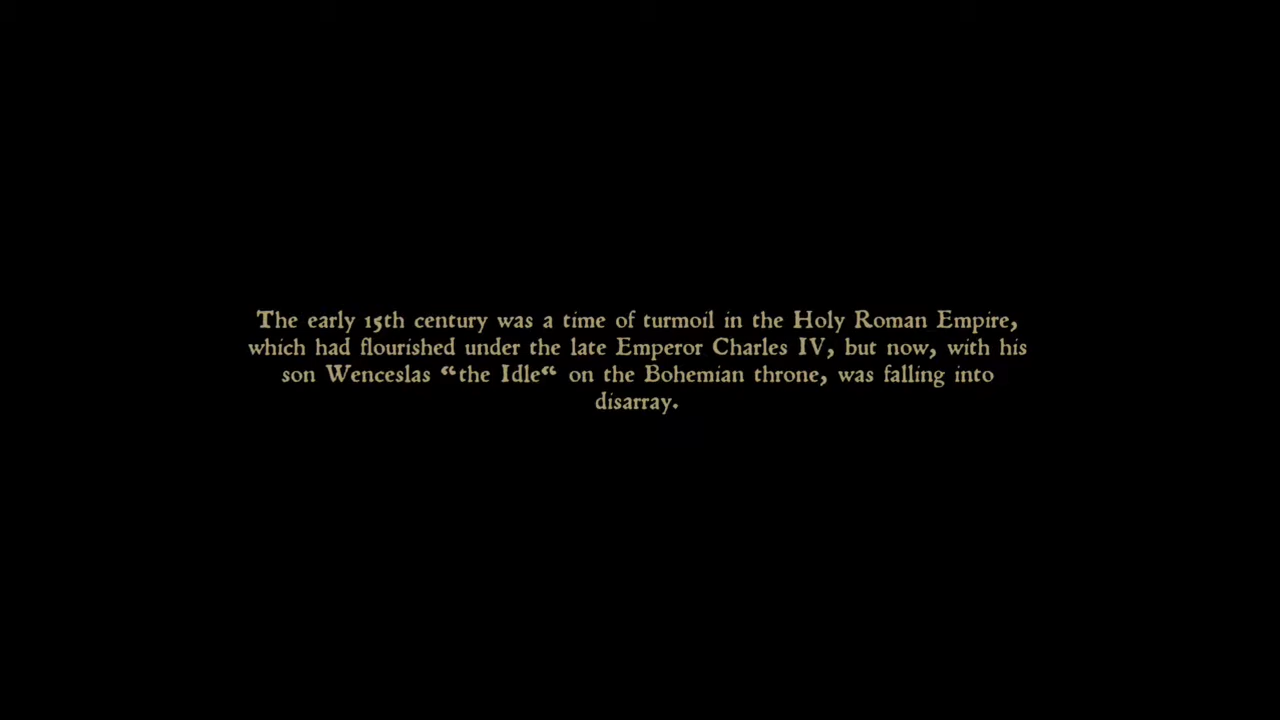 The early 15th century was a time of turmoil in the Holy Roman Empire,
which had flourished under the late Emperor Charles IV, but now, with his
son Wenceslas “the Idle“ on the Bohemian throne, was falling into
disarray.